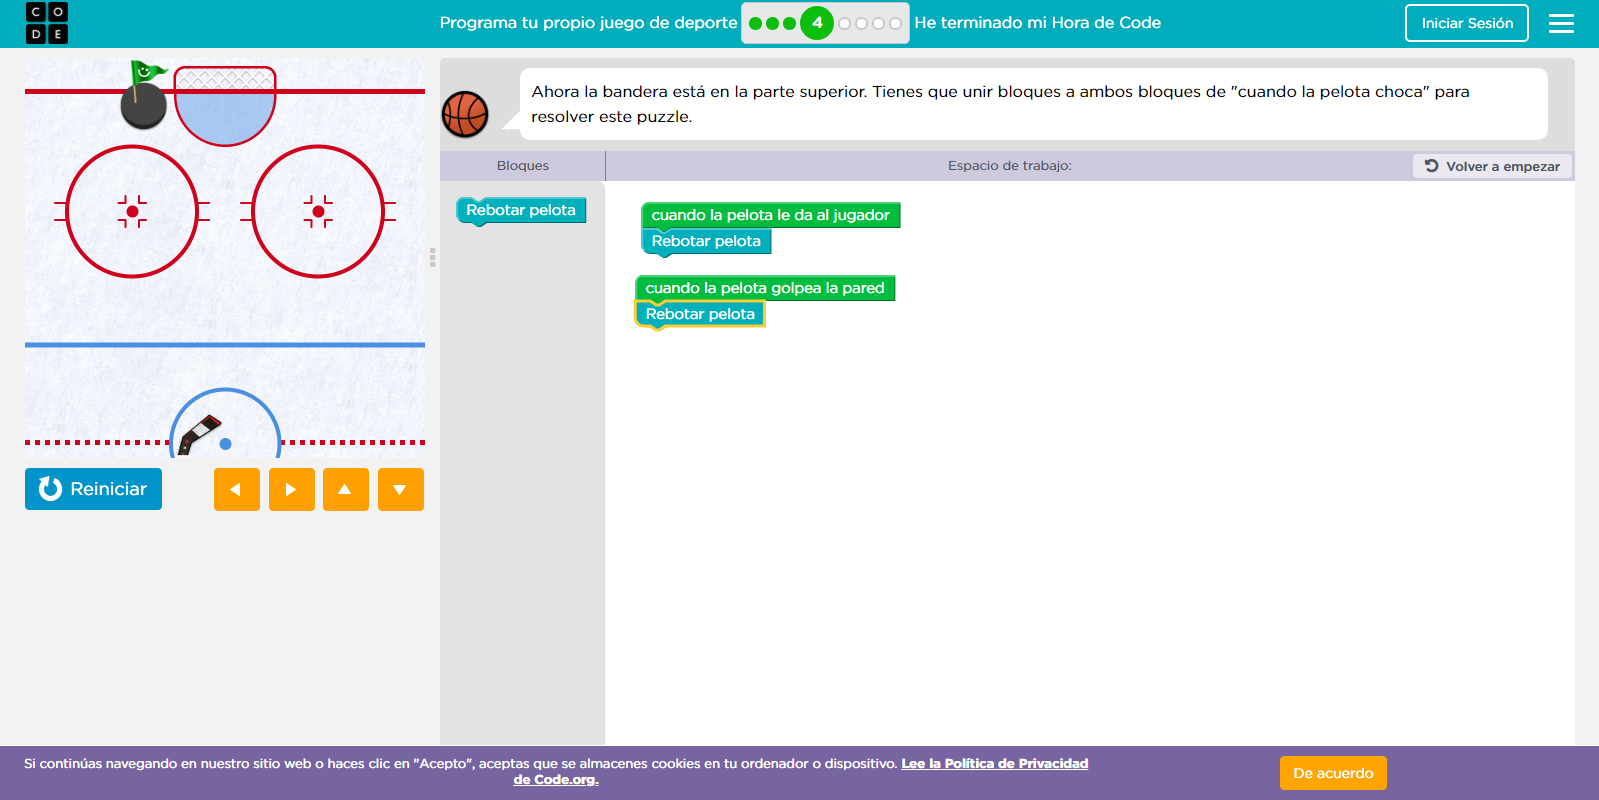 CO
DE
Programa tu propio juego de deporte 4 He terminado mi Hora de Code
Iniciar Sesión
Ahora la bandera está en la parte superior. Tienes que unir bloques a ambos bloques de "cuando la pelota choca" para
resolver este puzzle.
Bloques
Espacio de trabajo:
Volver a empezar
Rebotar pelota
cuando la pelota le da al jugador
Rebotar pelota
cuando la pelota golpea la pared
Rebotar pelota
Reiniciar
Si continúas navegando en nuestro sitio web o haces clic en "Acepto", aceptas que se almacenes cookies en tu ordenador o dispositivo. Lee la Política de Privacidad
de Code.org.
De acuerdo